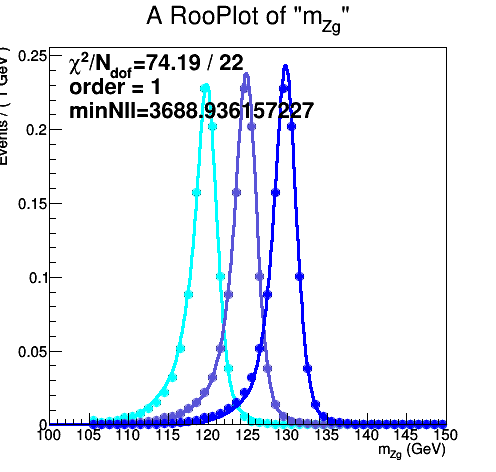 A RooPlot of "m_Zg"
Events / ( 1 GeV )
χ²/N_dof=74.19 / 22
order = 1
minNll=3688.936157227
0.25
0.2
0.15
0.1
0.05
0
100 105 110 115 120 125 130 135 140 145 150
m_Zg (GeV)